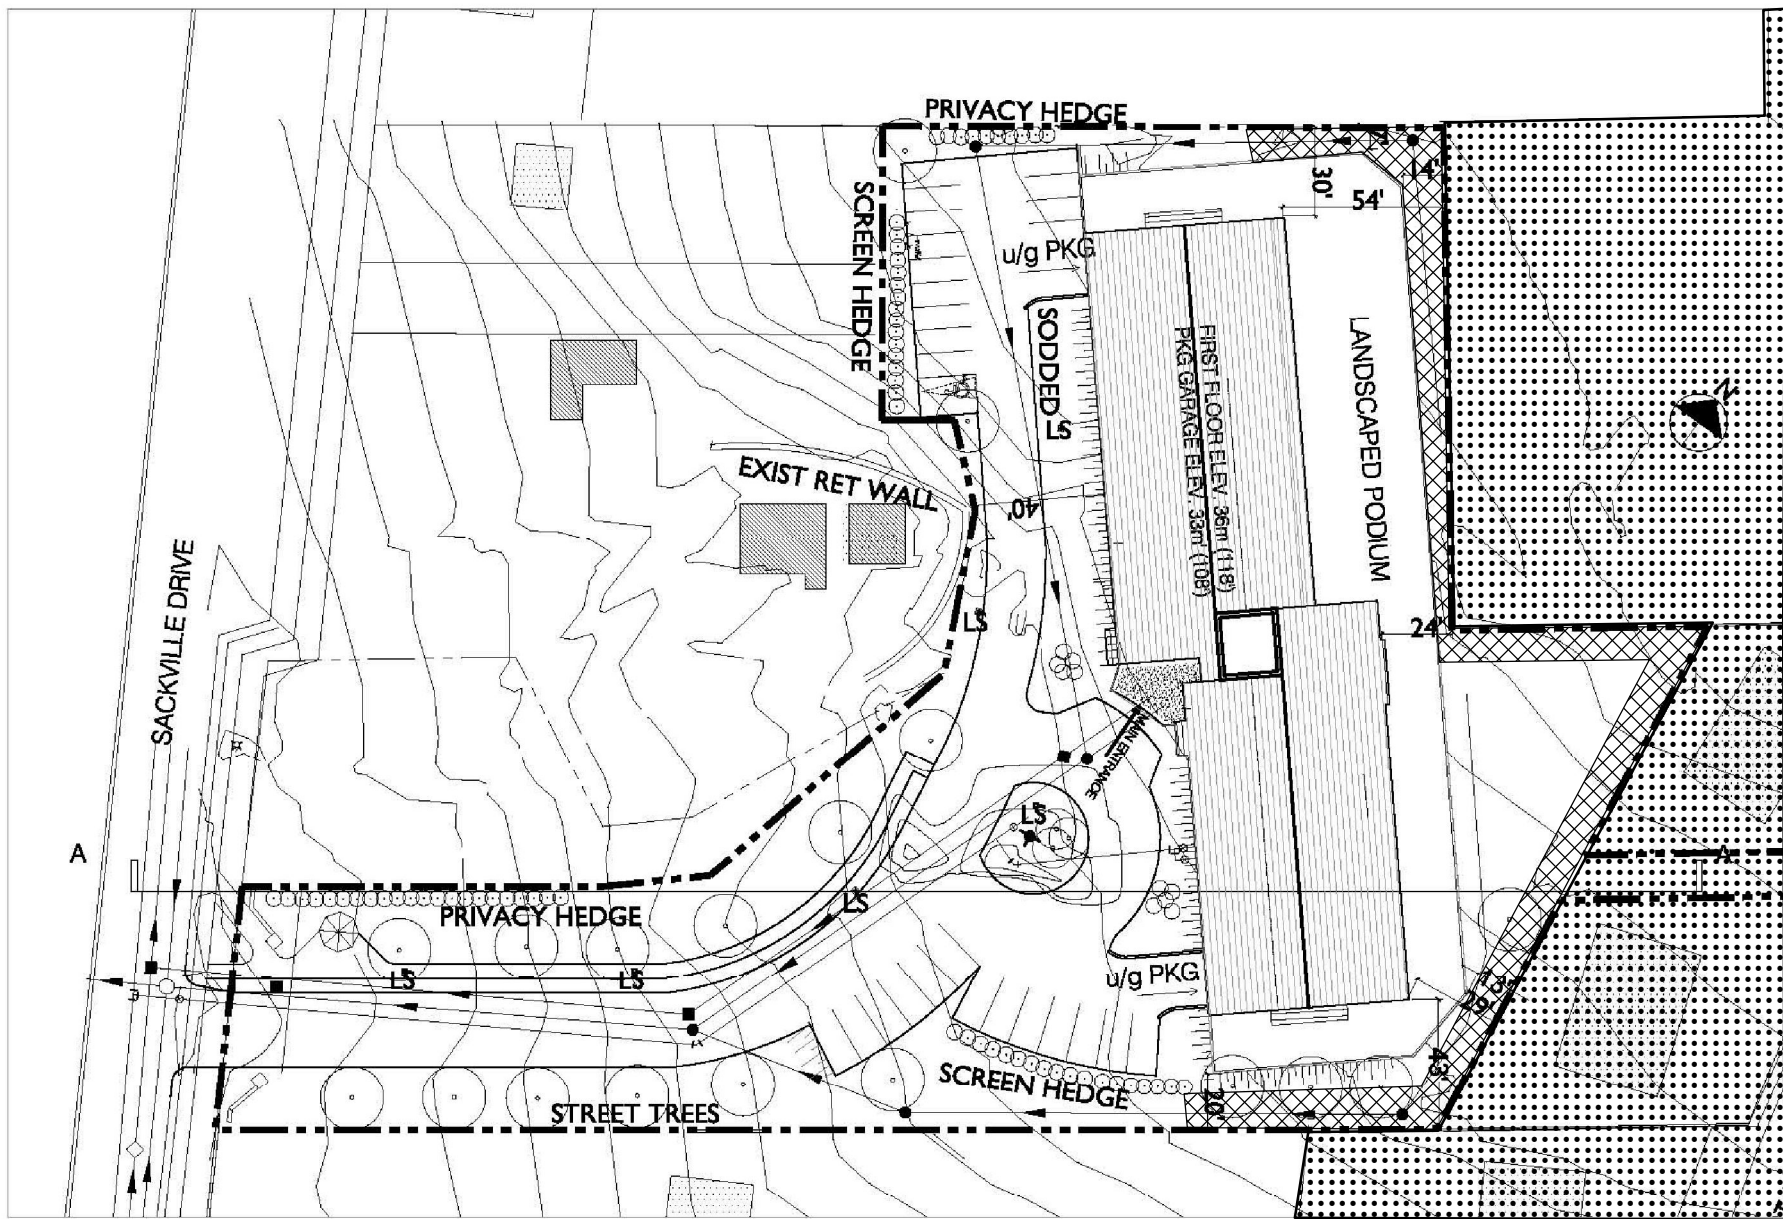 PRIVACY HEDGE
14'
30'
54'
SCREEN HEDGE
u/g PKG
SODDED
LS
FIRST FLOOR ELEV 36m (118')
PKG GARAGE ELEV. 33m (108')
LANDSCAPED PODIUM
N
EXIST RET WALL
40'
SACKVILLE DRIVE
LS
24'
MAIN ENTRANCE
LS
A
A
PRIVACY HEDGE
LS
LS
LS
u/g PKG
29'
43'
SCREEN HEDGE
20'
STREET TREES